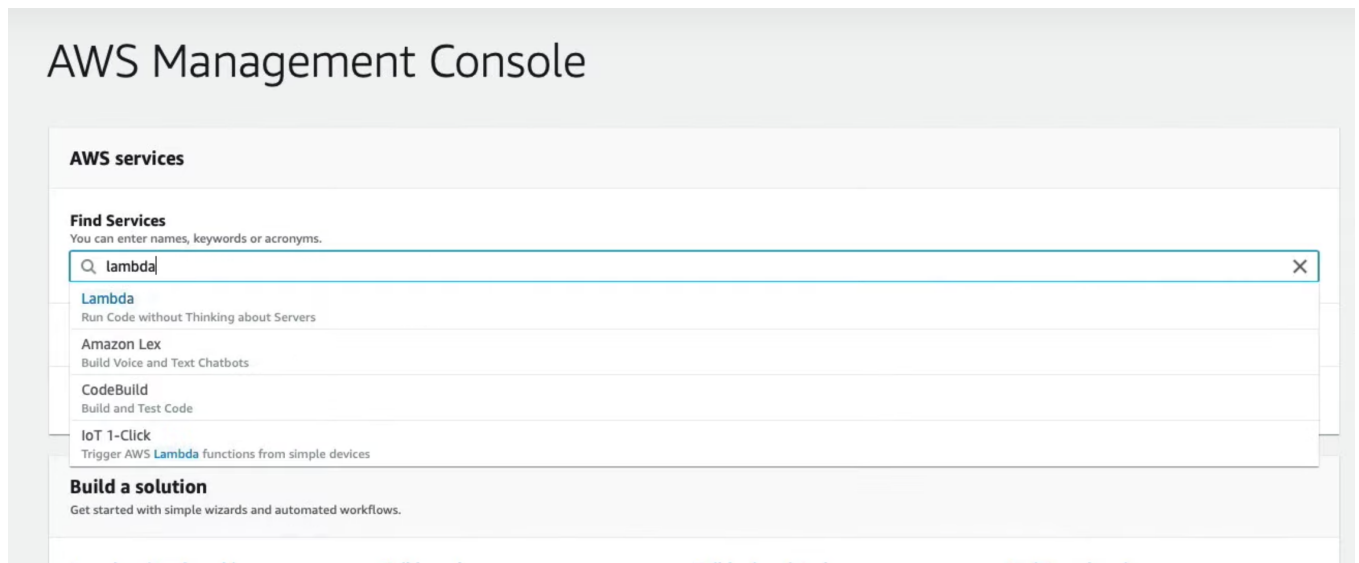 AWS Management Console
AWS services
Find Services
You can enter names, keywords or acronyms.
lambda
Lambda
Run Code without Thinking about Servers
Amazon Lex
Build Voice and Text Chatbots
CodeBuild
Build and Test Code
IoT 1-Click
Trigger AWS Lambda functions from simple devices
Build a solution
Get started with simple wizards and automated workflows.